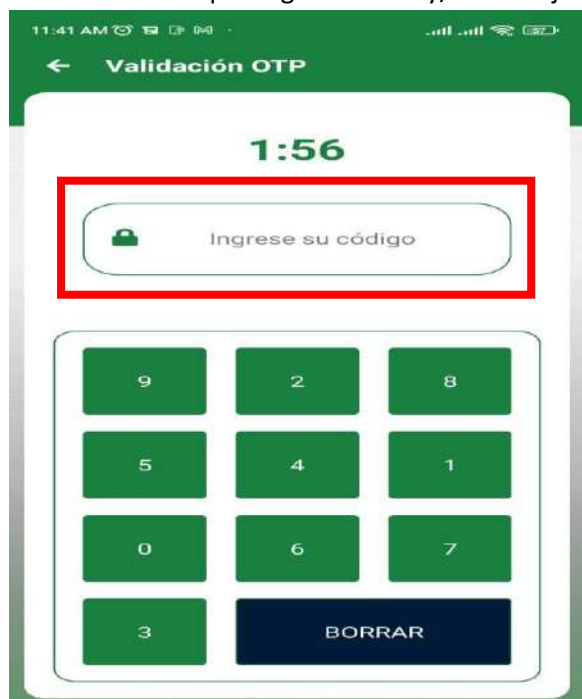 11:41 AM
← Validación OTP
1:56
Ingrese su código
9 2 8
5 4 1
0 6 7
3 BORRAR